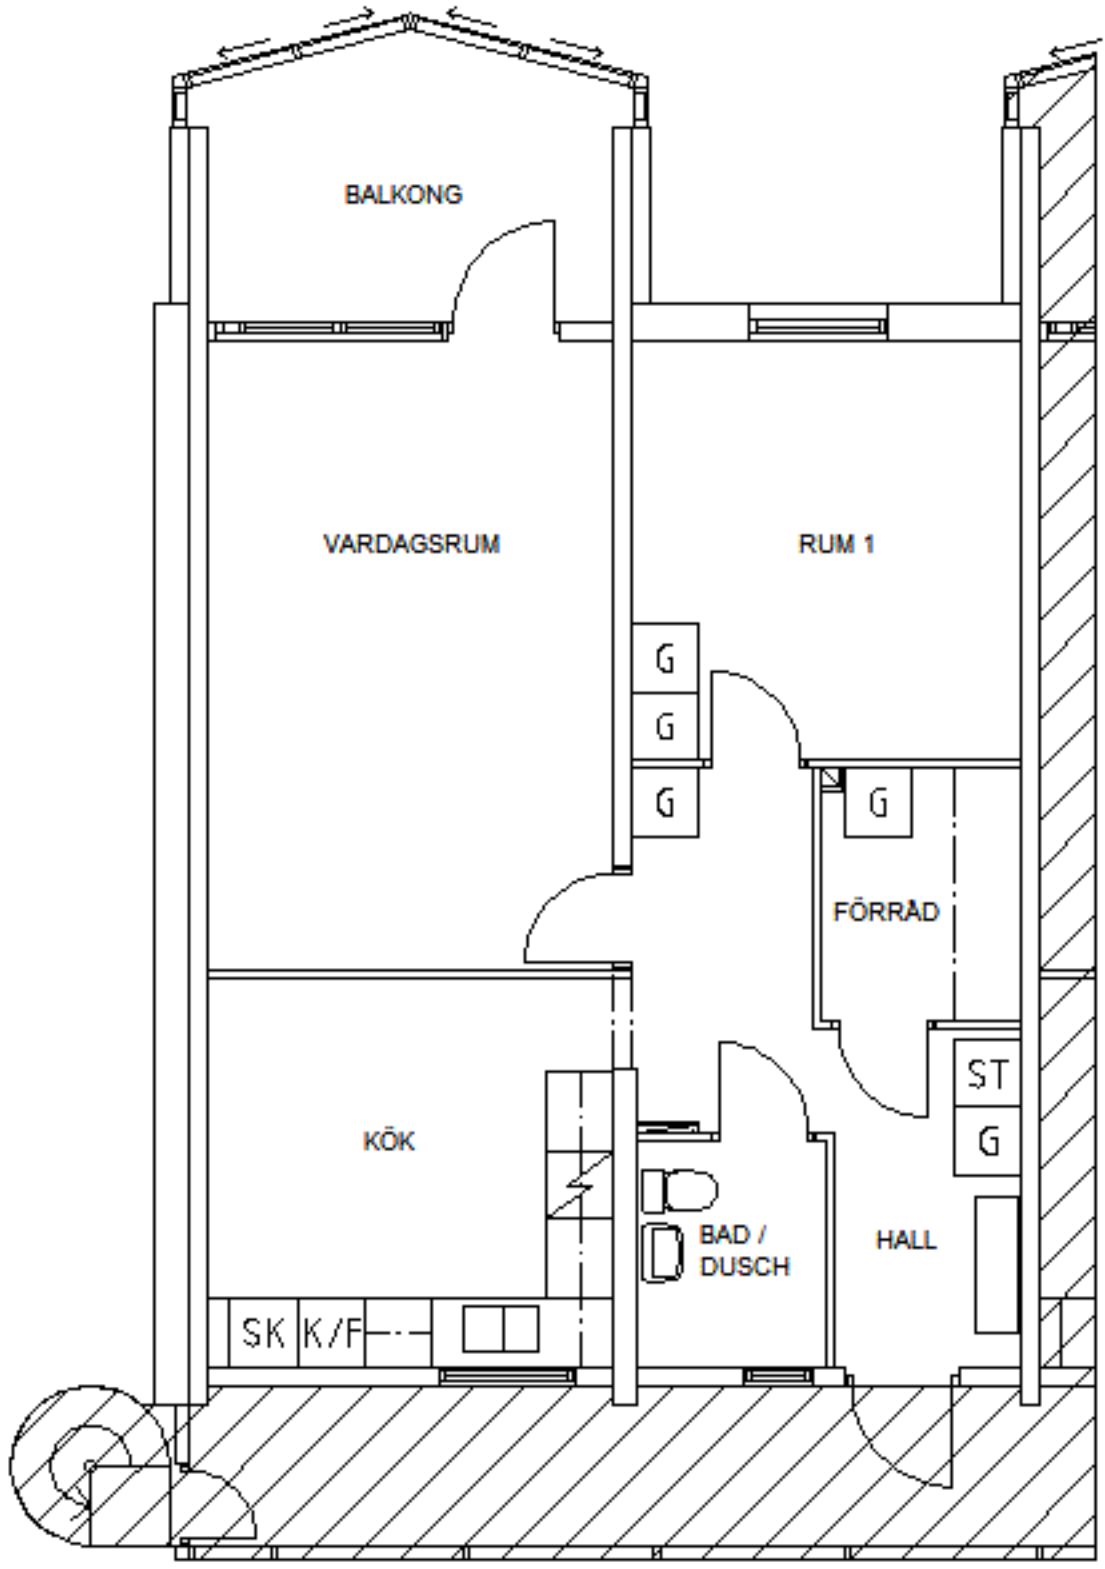 BALKONG
VARDAGSRUM
RUM 1
G
G
G
G
FÖRRÅD
ST
G
KÖK
BAD /
DUSCH
HALL
SK
K/F